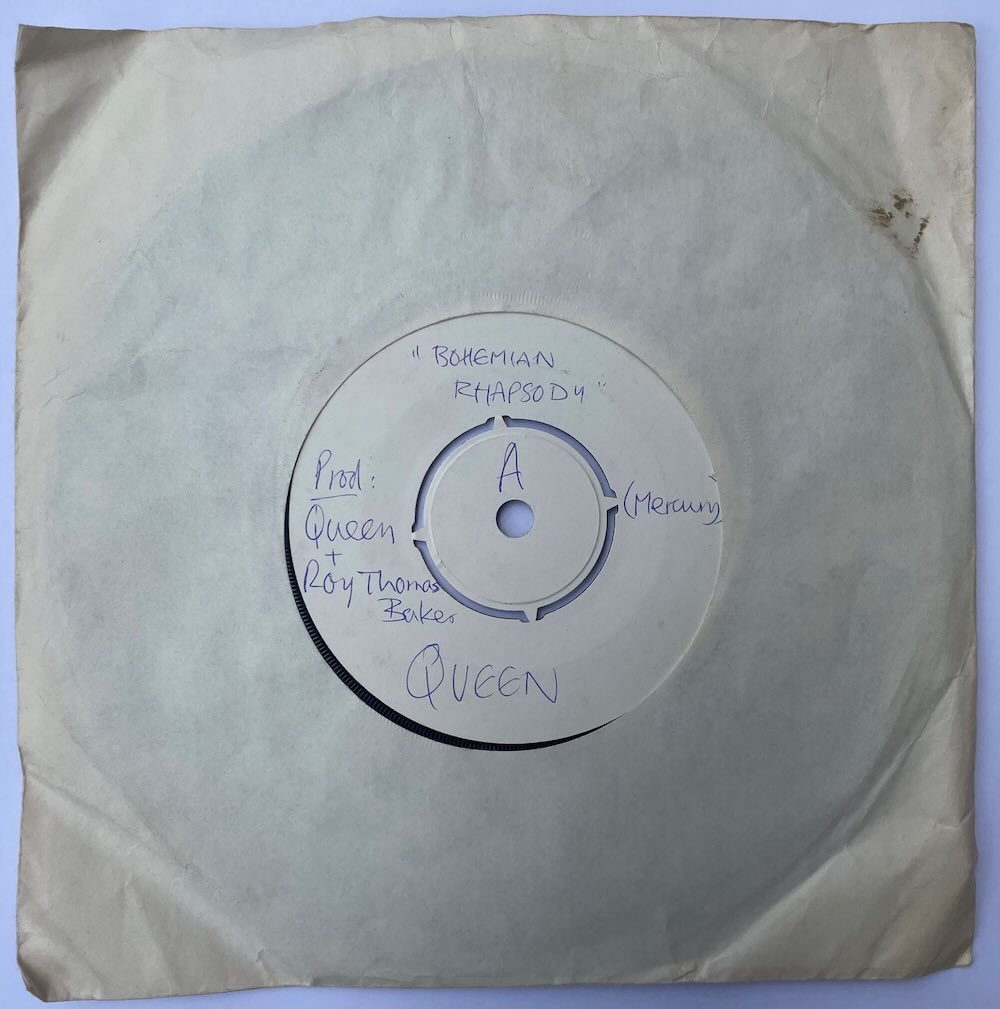 " BOHEMIAN
RHAPSODY "
A
Prod:
Queen
+
Roy Thomas
Baker
(Mercury)
QUEEN